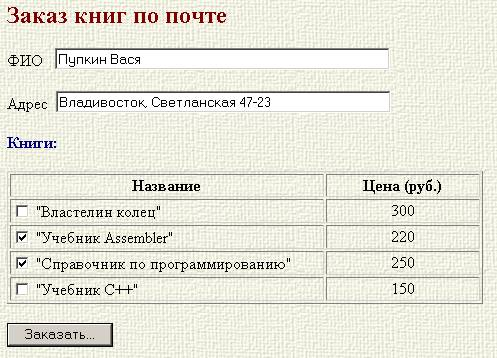 Заказ книг по почте
ФИО Пупкин Вася
Адрес Владивосток, Светланская 47-23
Книги:
Название Цена (руб.)
"Властелин колец" 300
"Учебник Assembler" 220
"Справочник по программированию" 250
"Учебник C++" 150
Заказать...